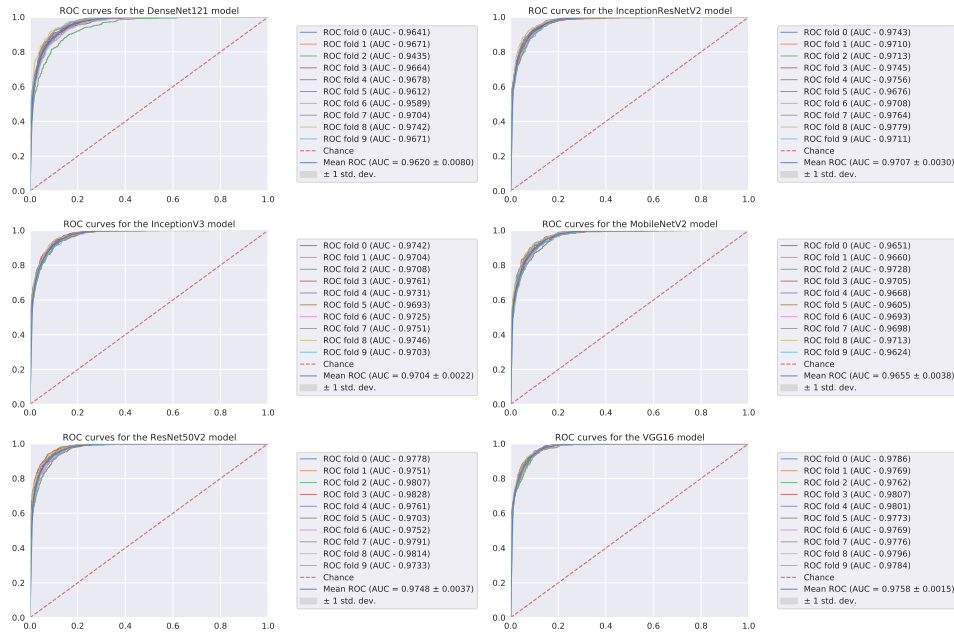 ROC curves for the DenseNet121 model
1.0
0.8
0.6
0.4
0.2
0.0
0.0 0.2 0.4 0.6 0.8 1.0
ROC fold 0 (AUC - 0.9641)
ROC fold 1 (AUC - 0.9671)
ROC fold 2 (AUC - 0.9435)
ROC fold 3 (AUC - 0.9664)
ROC fold 4 (AUC - 0.9678)
ROC fold 5 (AUC - 0.9612)
ROC fold 6 (AUC - 0.9589)
ROC fold 7 (AUC - 0.9704)
ROC fold 8 (AUC - 0.9742)
ROC fold 9 (AUC - 0.9671)
Chance
Mean ROC (AUC = 0.9620 ± 0.0080)
± 1 std. dev.
ROC curves for the InceptionResNetV2 model
1.0
0.8
0.6
0.4
0.2
0.0
0.0 0.2 0.4 0.6 0.8 1.0
ROC fold 0 (AUC - 0.9743)
ROC fold 1 (AUC - 0.9710)
ROC fold 2 (AUC - 0.9713)
ROC fold 3 (AUC - 0.9745)
ROC fold 4 (AUC - 0.9756)
ROC fold 5 (AUC - 0.9676)
ROC fold 6 (AUC - 0.9708)
ROC fold 7 (AUC - 0.9764)
ROC fold 8 (AUC - 0.9779)
ROC fold 9 (AUC - 0.9711)
Chance
Mean ROC (AUC = 0.9707 ± 0.0030)
± 1 std. dev.
ROC curves for the InceptionV3 model
1.0
0.8
0.6
0.4
0.2
0.0
0.0 0.2 0.4 0.6 0.8 1.0
ROC fold 0 (AUC - 0.9742)
ROC fold 1 (AUC - 0.9704)
ROC fold 2 (AUC - 0.9708)
ROC fold 3 (AUC - 0.9761)
ROC fold 4 (AUC - 0.9731)
ROC fold 5 (AUC - 0.9693)
ROC fold 6 (AUC - 0.9725)
ROC fold 7 (AUC - 0.9751)
ROC fold 8 (AUC - 0.9746)
ROC fold 9 (AUC - 0.9703)
Chance
Mean ROC (AUC = 0.9704 ± 0.0022)
± 1 std. dev.
ROC curves for the MobileNetV2 model
1.0
0.8
0.6
0.4
0.2
0.0
0.0 0.2 0.4 0.6 0.8 1.0
ROC fold 0 (AUC - 0.9651)
ROC fold 1 (AUC - 0.9660)
ROC fold 2 (AUC - 0.9728)
ROC fold 3 (AUC - 0.9705)
ROC fold 4 (AUC - 0.9668)
ROC fold 5 (AUC - 0.9605)
ROC fold 6 (AUC - 0.9693)
ROC fold 7 (AUC - 0.9698)
ROC fold 8 (AUC - 0.9713)
ROC fold 9 (AUC - 0.9624)
Chance
Mean ROC (AUC = 0.9655 ± 0.0038)
± 1 std. dev.
ROC curves for the ResNet50V2 model
1.0
0.8
0.6
0.4
0.2
0.0
0.0 0.2 0.4 0.6 0.8 1.0
ROC fold 0 (AUC - 0.9778)
ROC fold 1 (AUC - 0.9751)
ROC fold 2 (AUC - 0.9807)
ROC fold 3 (AUC - 0.9828)
ROC fold 4 (AUC - 0.9761)
ROC fold 5 (AUC - 0.9703)
ROC fold 6 (AUC - 0.9752)
ROC fold 7 (AUC - 0.9791)
ROC fold 8 (AUC - 0.9814)
ROC fold 9 (AUC - 0.9733)
Chance
Mean ROC (AUC = 0.9748 ± 0.0037)
± 1 std. dev.
ROC curves for the VGG16 model
1.0
0.8
0.6
0.4
0.2
0.0
0.0 0.2 0.4 0.6 0.8 1.0
ROC fold 0 (AUC - 0.9786)
ROC fold 1 (AUC - 0.9769)
ROC fold 2 (AUC - 0.9762)
ROC fold 3 (AUC - 0.9807)
ROC fold 4 (AUC - 0.9801)
ROC fold 5 (AUC - 0.9773)
ROC fold 6 (AUC - 0.9769)
ROC fold 7 (AUC - 0.9776)
ROC fold 8 (AUC - 0.9796)
ROC fold 9 (AUC - 0.9784)
Chance
Mean ROC (AUC = 0.9758 ± 0.0015)
± 1 std. dev.